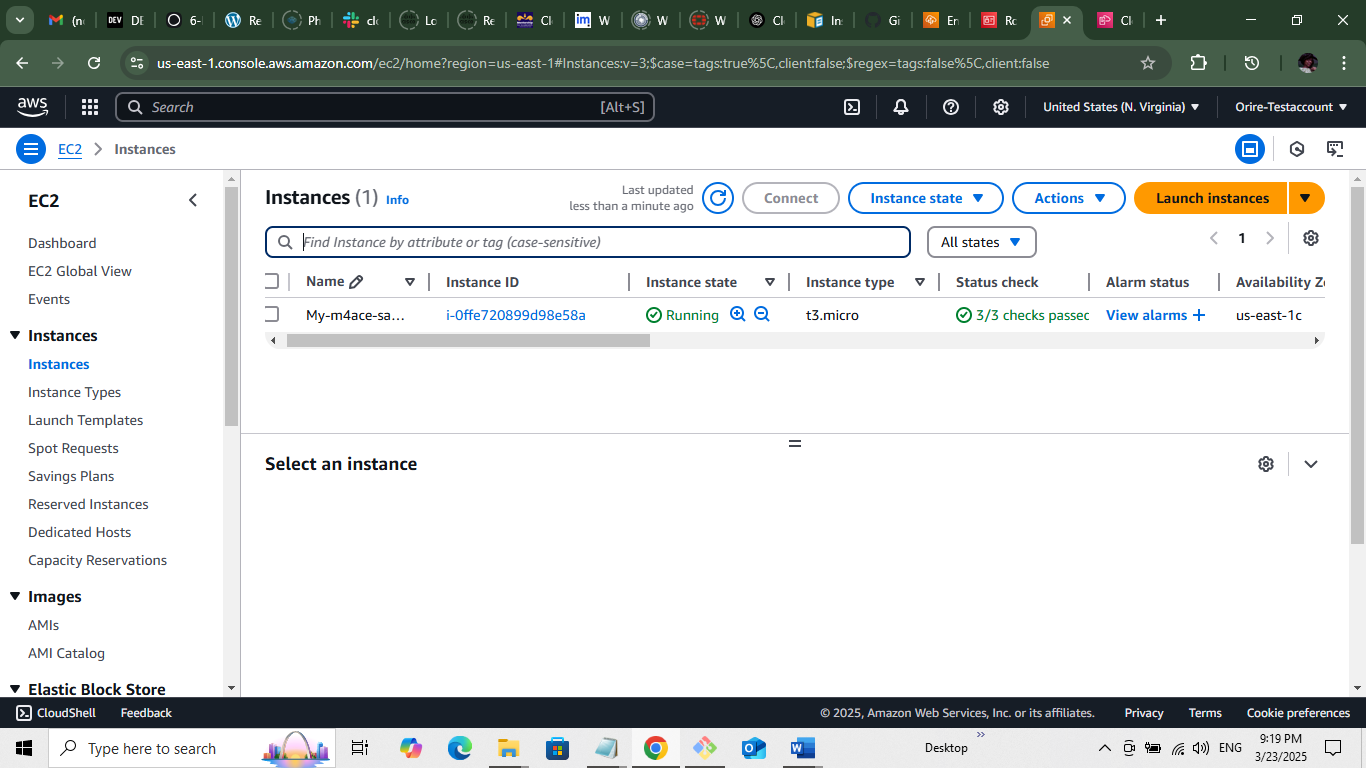 M (n
DEV DE
6-
Re
Ph
clo
Lo
Re
Cl
im W
W
W
Cl
In
Gi
En
Ro
Cl
us-east-1.console.aws.amazon.com/ec2/home?region=us-east-1#Instances:v=3;$case=tags:true%5C,client:false;$regex=tags:false%5C,client:false
aws
Search [Alt+S]
United States (N. Virginia)
Orire-Testaccount
EC2 > Instances
EC2
Dashboard
EC2 Global View
Events
Instances
Instances
Instance Types
Launch Templates
Spot Requests
Savings Plans
Reserved Instances
Dedicated Hosts
Capacity Reservations
Images
AMIs
AMI Catalog
Elastic Block Store
Instances (1) Info
Last updated
less than a minute ago
Connect
Instance state
Actions
Launch instances
Find Instance by attribute or tag (case-sensitive)
All states
1
Name Instance ID Instance state Instance type Status check Alarm status Availability Zo
My-m4ace-sa... i-0ffe720899d98e58a Running t3.micro 3/3 checks passed View alarms + us-east-1c
Select an instance
CloudShell Feedback
© 2025, Amazon Web Services, Inc. or its affiliates. Privacy Terms Cookie preferences
Type here to search
Desktop
ENG
9:19 PM
3/23/2025